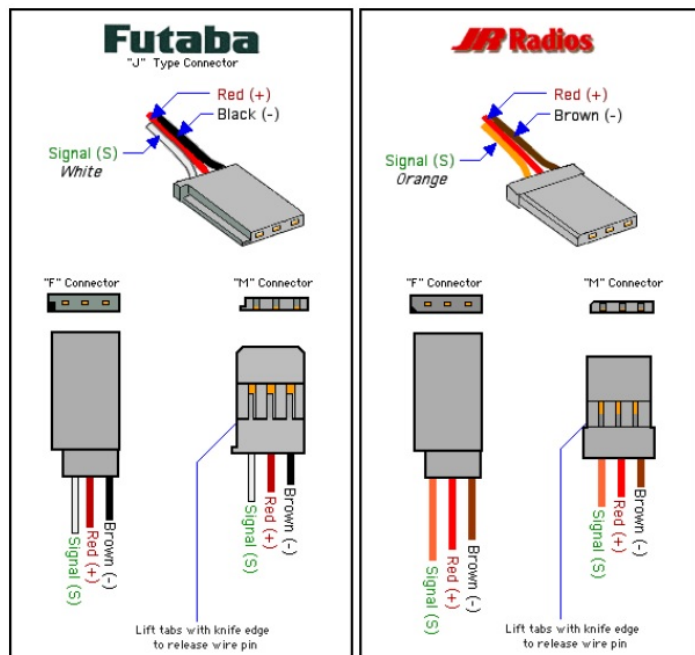 Futaba
"J" Type Connector
Red (+)
Black (-)
Signal (S)
White
"F" Connector
"M" Connector
Signal (S)
Red (+)
Brown (-)
Signal (S)
Red (+)
Brown (-)
Lift tabs with knife edge
to release wire pin
JR Radios
Red (+)
Brown (-)
Signal (S)
Orange
"F" Connector
"M" Connector
Signal (S)
Red (+)
Brown (-)
Signal (S)
Red (+)
Brown (-)
Lift tabs with knife edge
to release wire pin